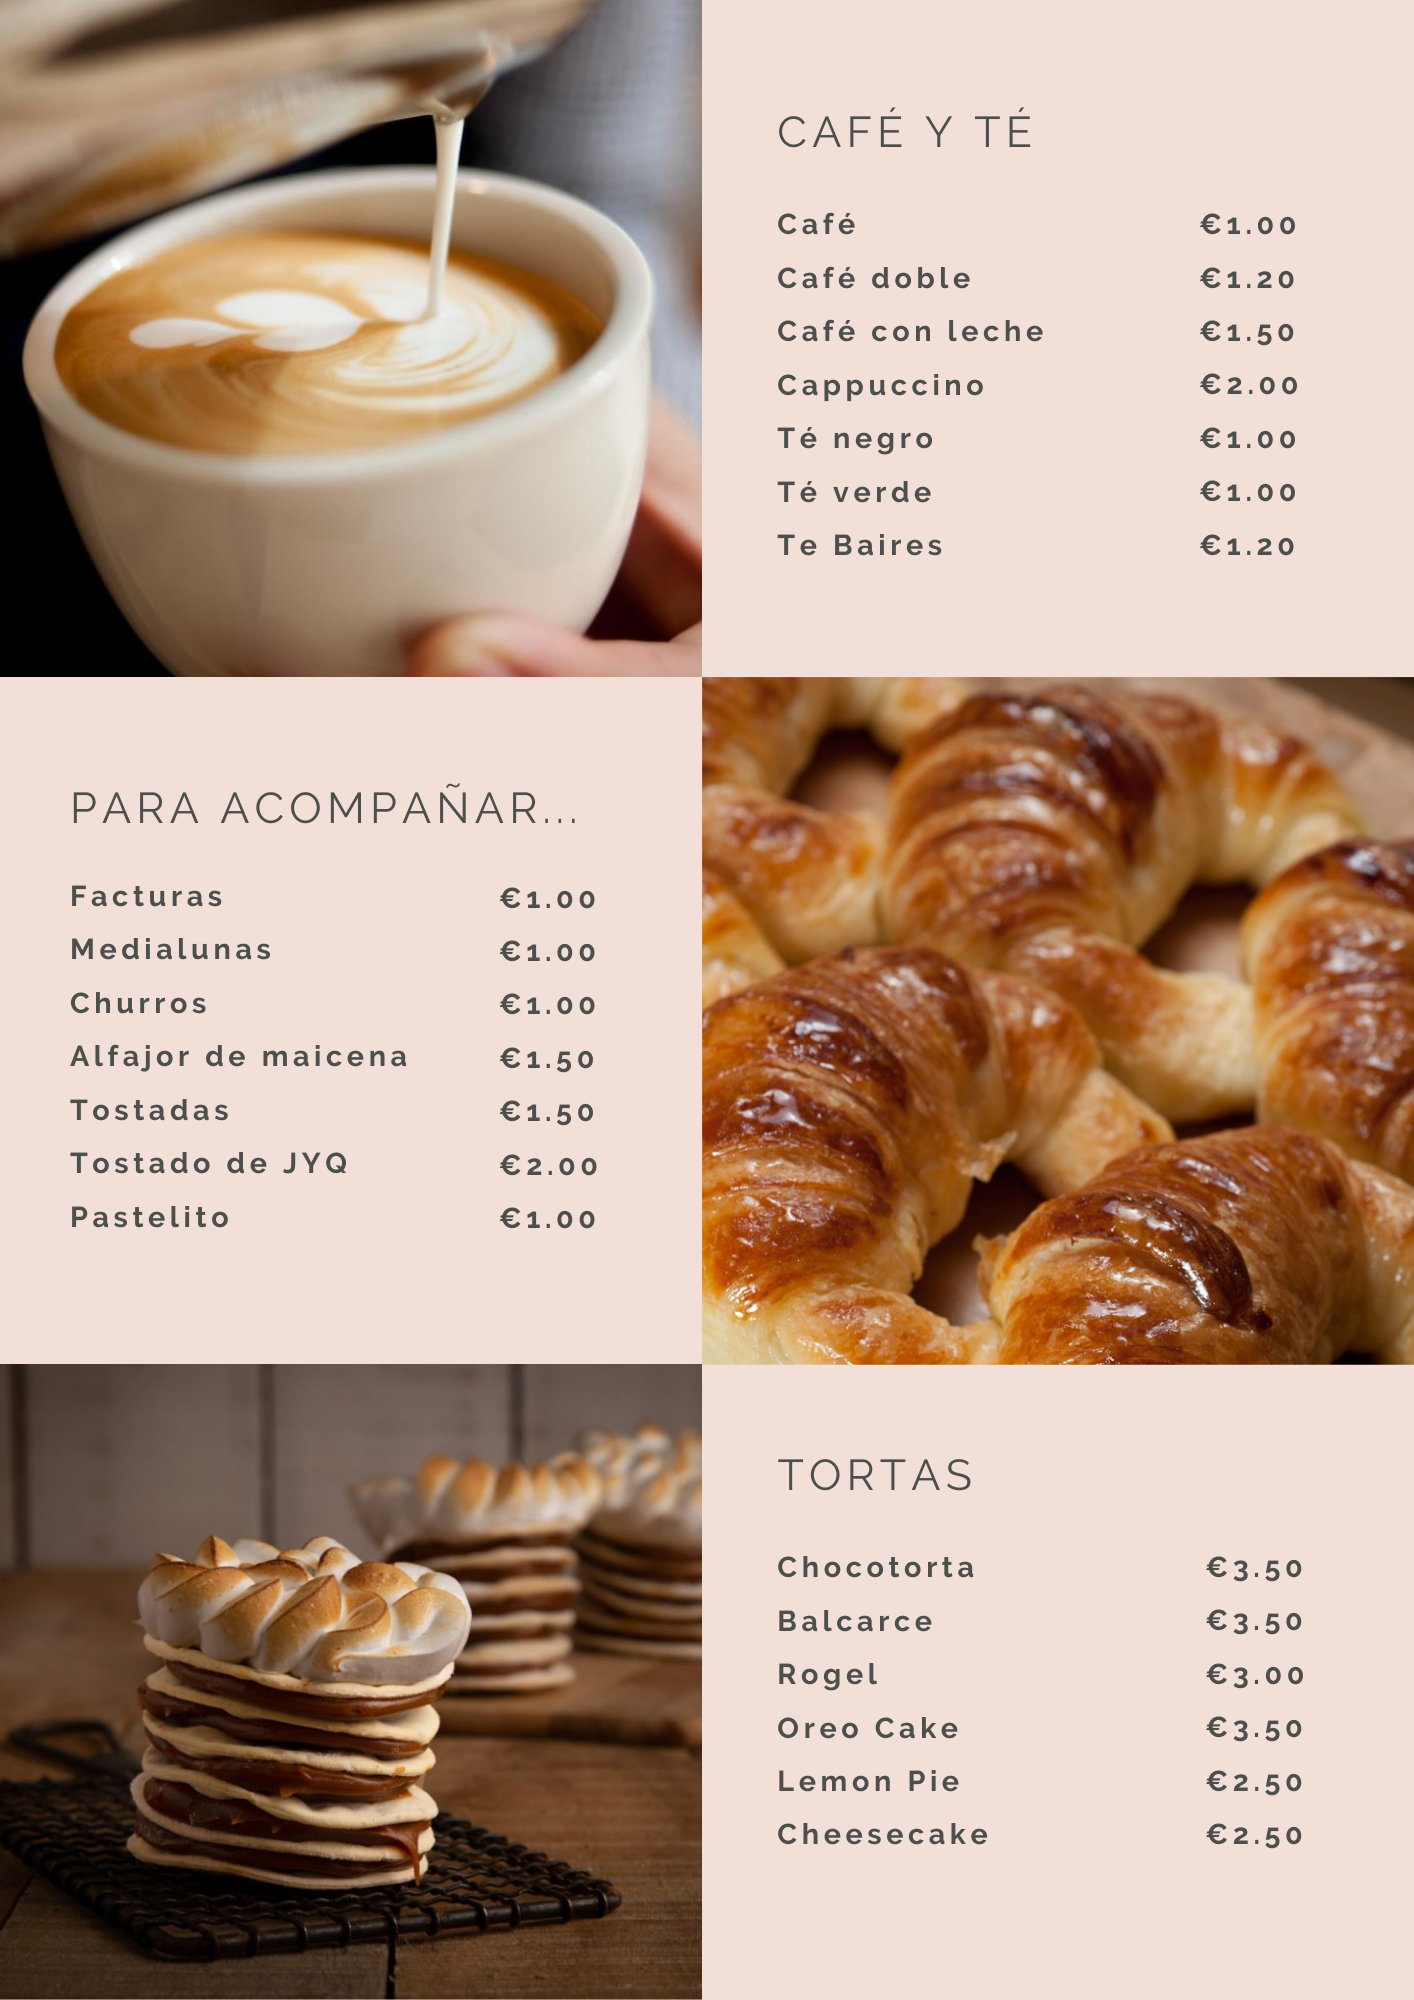 CAFÉ Y TÉ
Café €1.00
Café doble €1.20
Café con leche €1.50
Cappuccino €2.00
Té negro €1.00
Té verde €1.00
Te Baires €1.20
PARA ACOMPAÑAR...
Facturas €1.00
Medialunas €1.00
Churros €1.00
Alfajor de maicena €1.50
Tostadas €1.50
Tostado de JYQ €2.00
Pastelito €1.00
TORTAS
Chocotorta €3.50
Balcarce €3.50
Rogel €3.00
Oreo Cake €3.50
Lemon Pie €2.50
Cheesecake €2.50